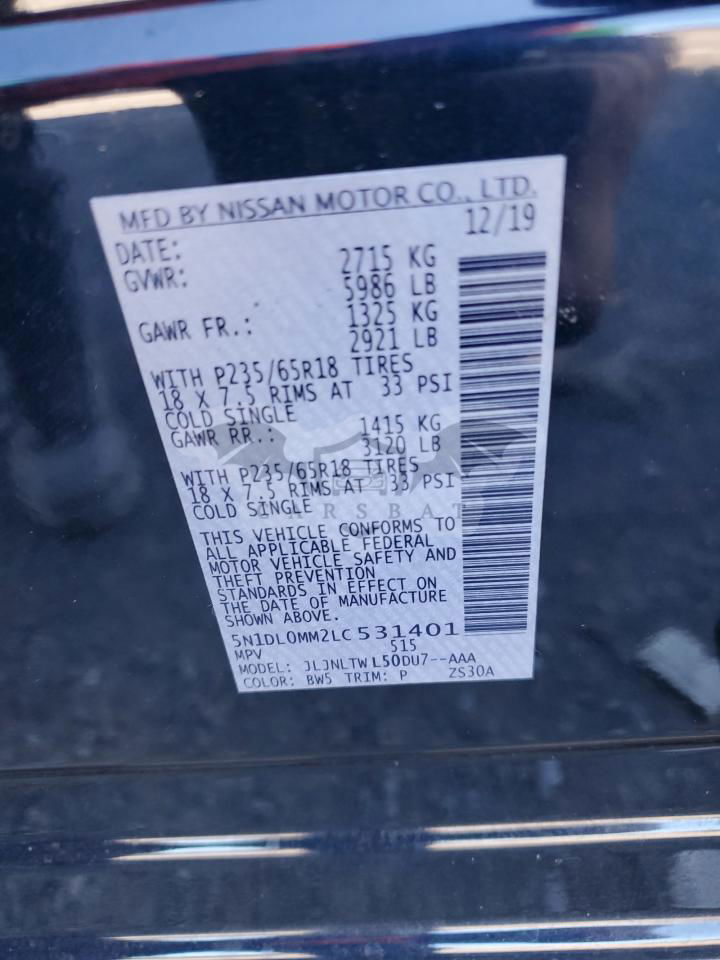 MFD BY NISSAN MOTOR CO., LTD.
DATE: 12/19
GVWR: 2715 KG
5986 LB
GAWR FR.: 1325 KG
2921 LB
WITH P235/65R18 TIRES
18 X 7.5 RIMS AT 33 PSI
COLD SINGLE
GAWR RR.: 1415 KG
3120 LB
WITH P235/65R18 TIRES
18 X 7.5 RIMS AT 33 PSI
COLD SINGLE
THIS VEHICLE CONFORMS TO
ALL APPLICABLE FEDERAL
MOTOR VEHICLE SAFETY AND
THEFT PREVENTION
STANDARDS IN EFFECT ON
THE DATE OF MANUFACTURE
SHOWN ABOVE.
5N1DL0MM2LC531401
MPV 515
MODEL: JLJNLTWL50DU7--AAA
COLOR: BW5 TRIM: P ZS30A